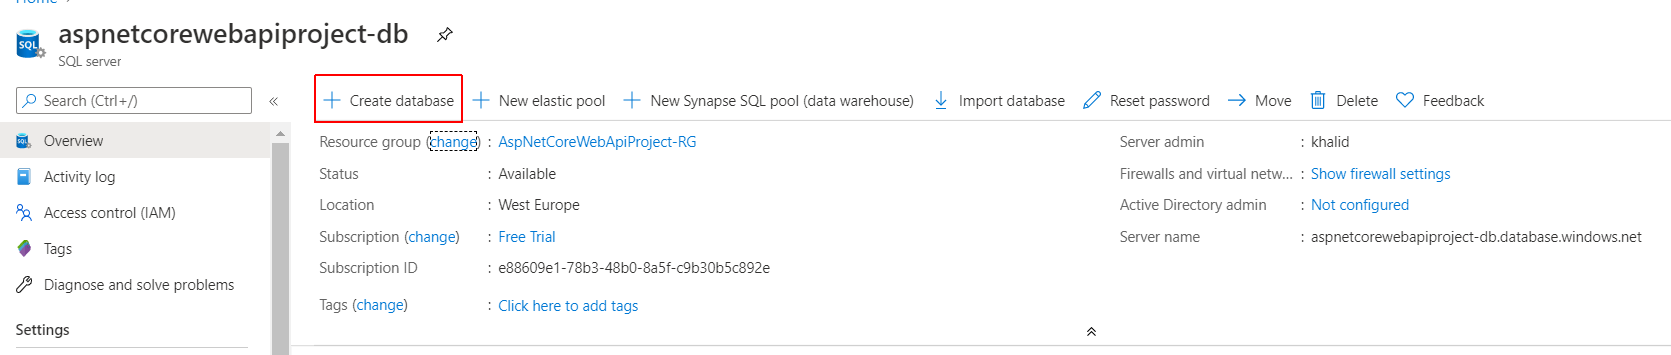 Home
aspnetcorewebapiproject-db
SQL
SQL server
Search (Ctrl+/)
«
Create database
New elastic pool
New Synapse SQL pool (data warehouse)
Import database
Reset password
Move
Delete
Feedback
Overview
Activity log
Access control (IAM)
Tags
Diagnose and solve problems
Settings
Resource group (change) : AspNetCoreWebApiProject-RG
Status : Available
Location : West Europe
Subscription (change) : Free Trial
Subscription ID : e88609e1-78b3-48b0-8a5f-c9b30b5c892e
Tags (change) : Click here to add tags
Server admin : khalid
Firewalls and virtual netw... : Show firewall settings
Active Directory admin : Not configured
Server name : aspnetcorewebapiproject-db.database.windows.net